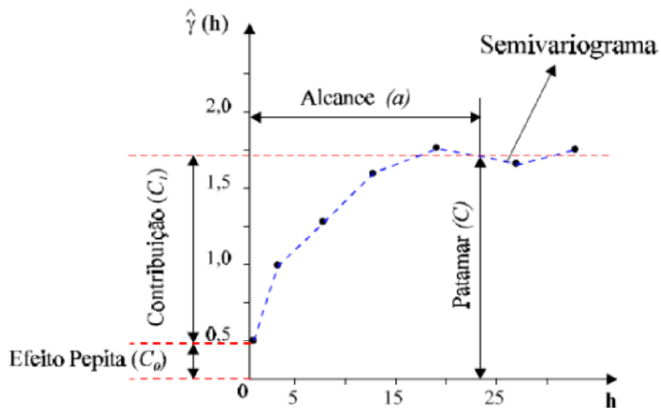 γ̂ (h)
Semivariograma
Alcance (a)
2,0
1,5
1,0
0,5
Contribuição (C₁)
Patamar (C)
Efeito Pepita (C₀)
0
5
15
25
h